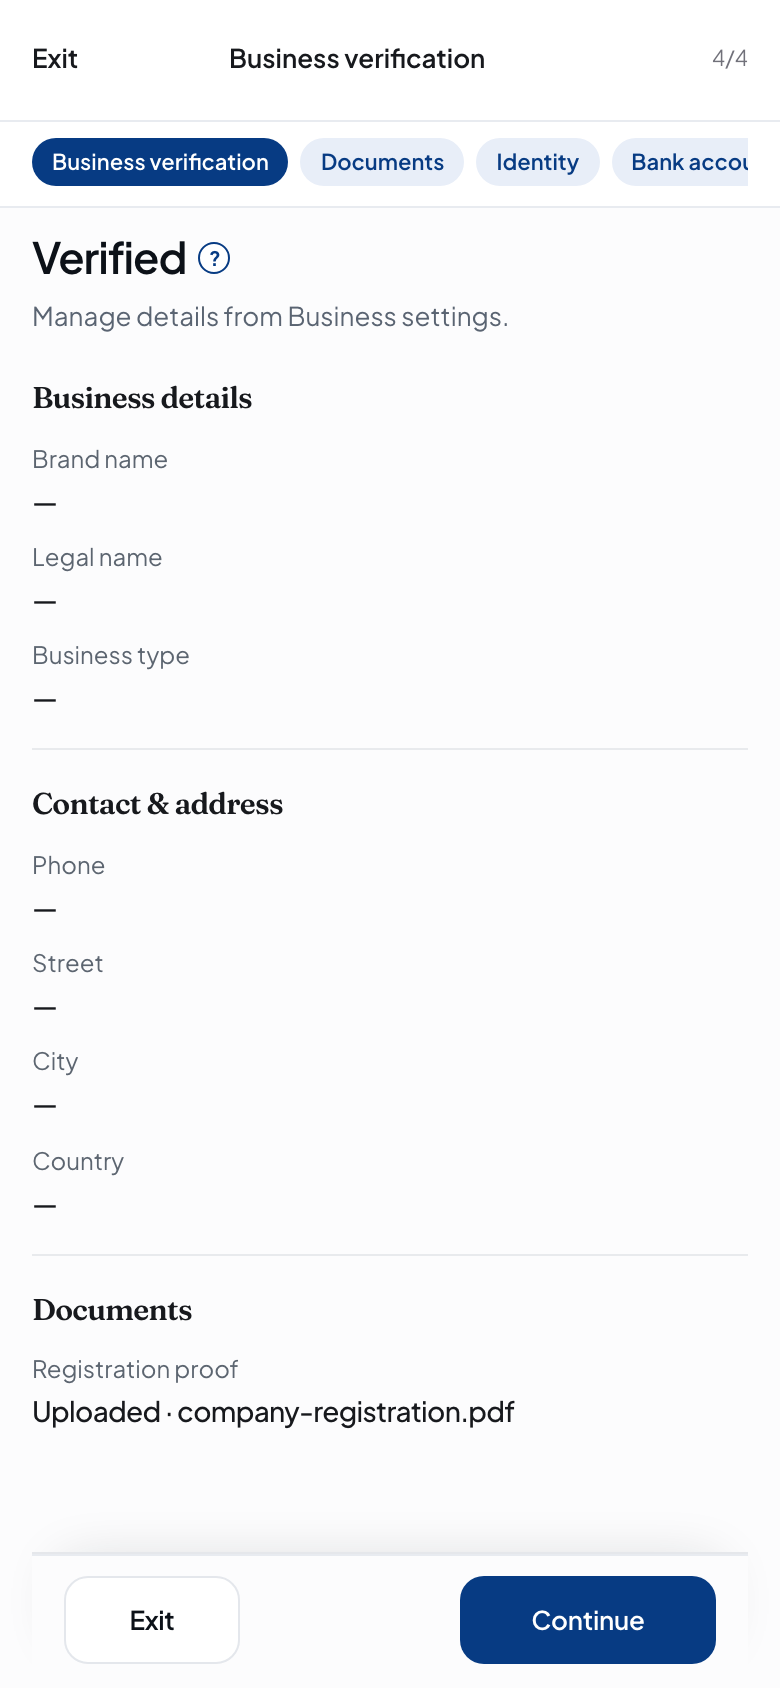 Exit Business verification 4/4
Business verification Documents Identity Bank accou
Verified ?
Manage details from Business settings.
Business details
Brand name
—
Legal name
—
Business type
—
Contact & address
Phone
—
Street
—
City
—
Country
—
Documents
Registration proof
Uploaded · company-registration.pdf
Exit Continue